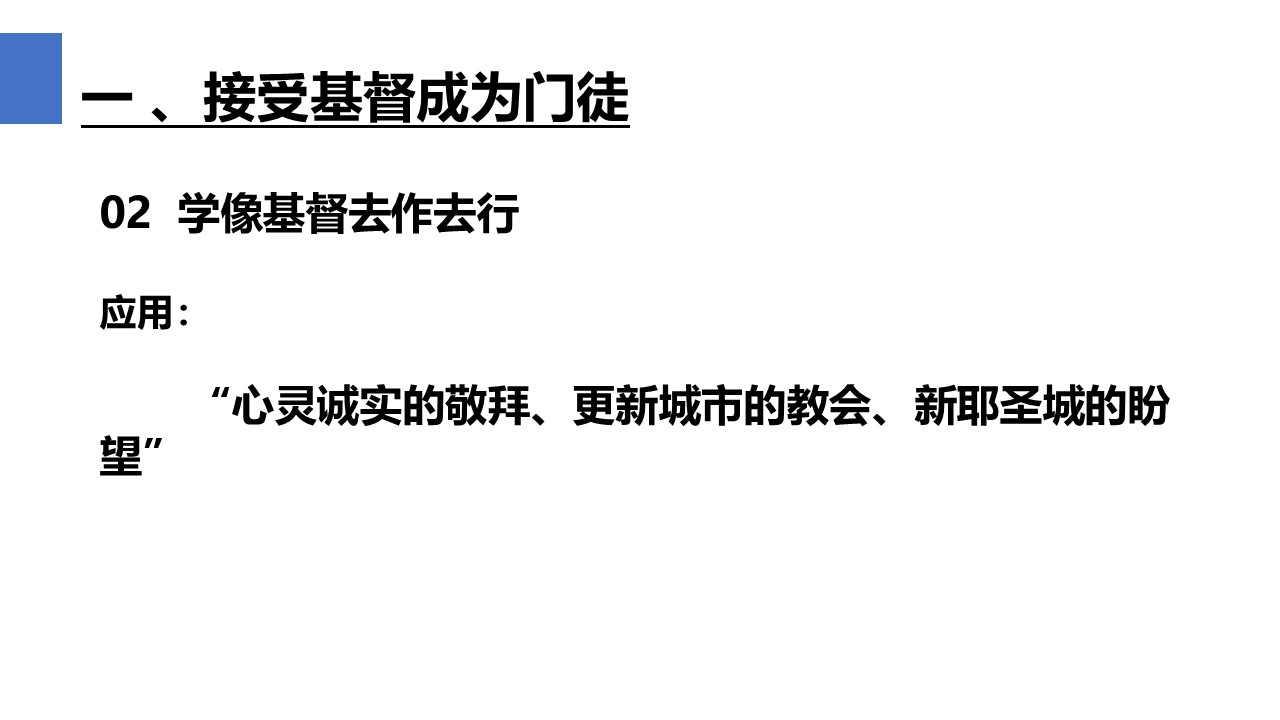 一 、接受基督成为门徒
02 学像基督去作去行
应用：
“心灵诚实的敬拜、更新城市的教会、新耶圣城的盼
望”